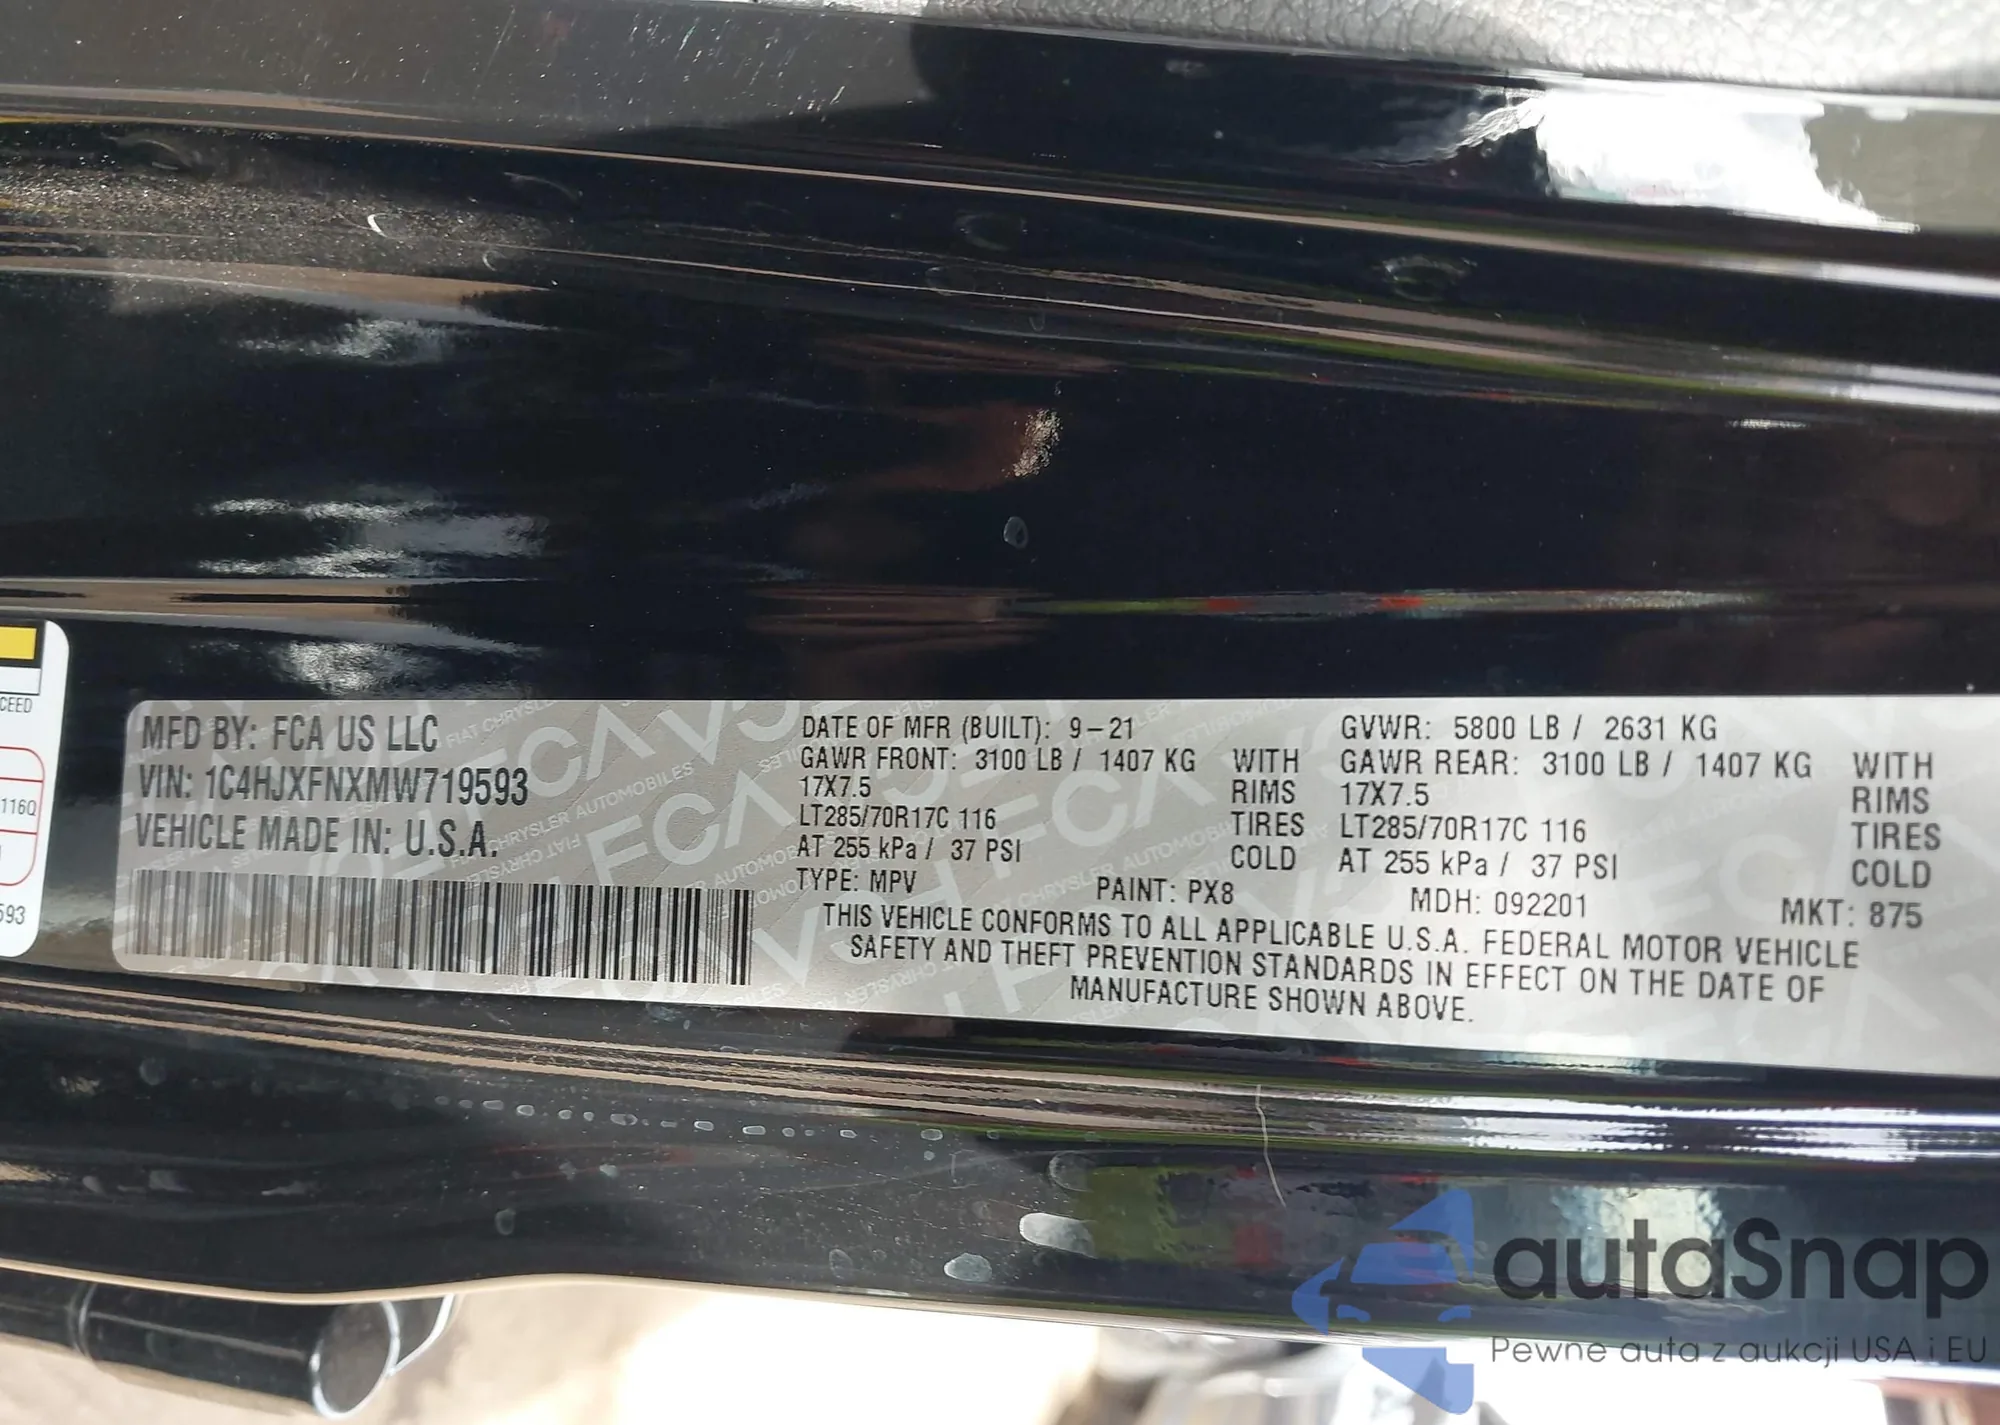 MFD BY: FCA US LLC
VIN: 1C4HJXFNXMW719593
VEHICLE MADE IN: U.S.A.
DATE OF MFR (BUILT): 9-21 GVWR: 5800 LB / 2631 KG
GAWR FRONT: 3100 LB / 1407 KG WITH GAWR REAR: 3100 LB / 1407 KG WITH
17X7.5 RIMS 17X7.5 RIMS
LT285/70R17C 116 TIRES LT285/70R17C 116 TIRES
AT 255 kPa / 37 PSI COLD AT 255 kPa / 37 PSI COLD
TYPE: MPV PAINT: PX8 MDH: 092201 MKT: 875
THIS VEHICLE CONFORMS TO ALL APPLICABLE U.S.A. FEDERAL MOTOR VEHICLE
SAFETY AND THEFT PREVENTION STANDARDS IN EFFECT ON THE DATE OF
MANUFACTURE SHOWN ABOVE.
CEED
116Q
593
autaSnap
Pewne auta z aukcji USA i EU